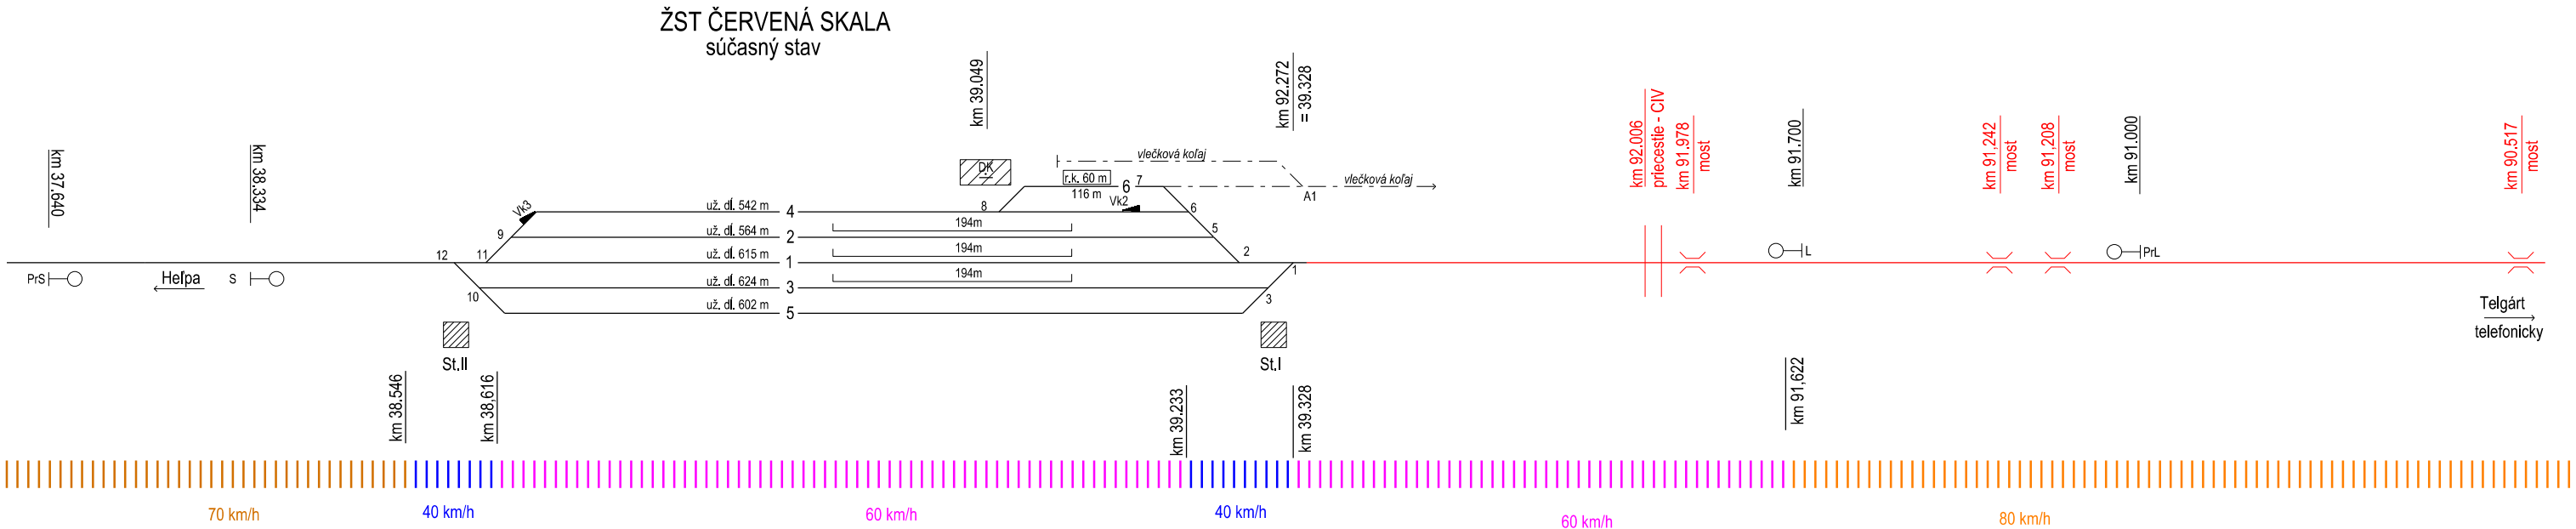 ŽST ČERVENÁ SKALA
súčasný stav
km 37.640
km 38.334
km 39.049
km 92.272
= 39.328
km 92.006
priecestie - CIV
km 91.978
most
km 91.700
km 91,242
most
km 91,208
most
km 91.000
km 90.517
most
DK
vlečková koľaj
r.k. 60 m
7
6
116 m
vlečková koľaj
A1
Vk3
už. dĺ. 542 m
4
8
Vk2
6
9
už. dĺ. 564 m
2
194m
5
12
11
už. dĺ. 615 m
1
194m
2
L
PrL
PrS
Heľpa
S
10
už. dĺ. 624 m
3
194m
3
1
už. dĺ. 602 m
5
Telgárt
telefonicky
St.II
St.I
km 38.546
km 38,616
km 39.233
km 39.328
km 91,622
70 km/h
40 km/h
60 km/h
40 km/h
60 km/h
80 km/h